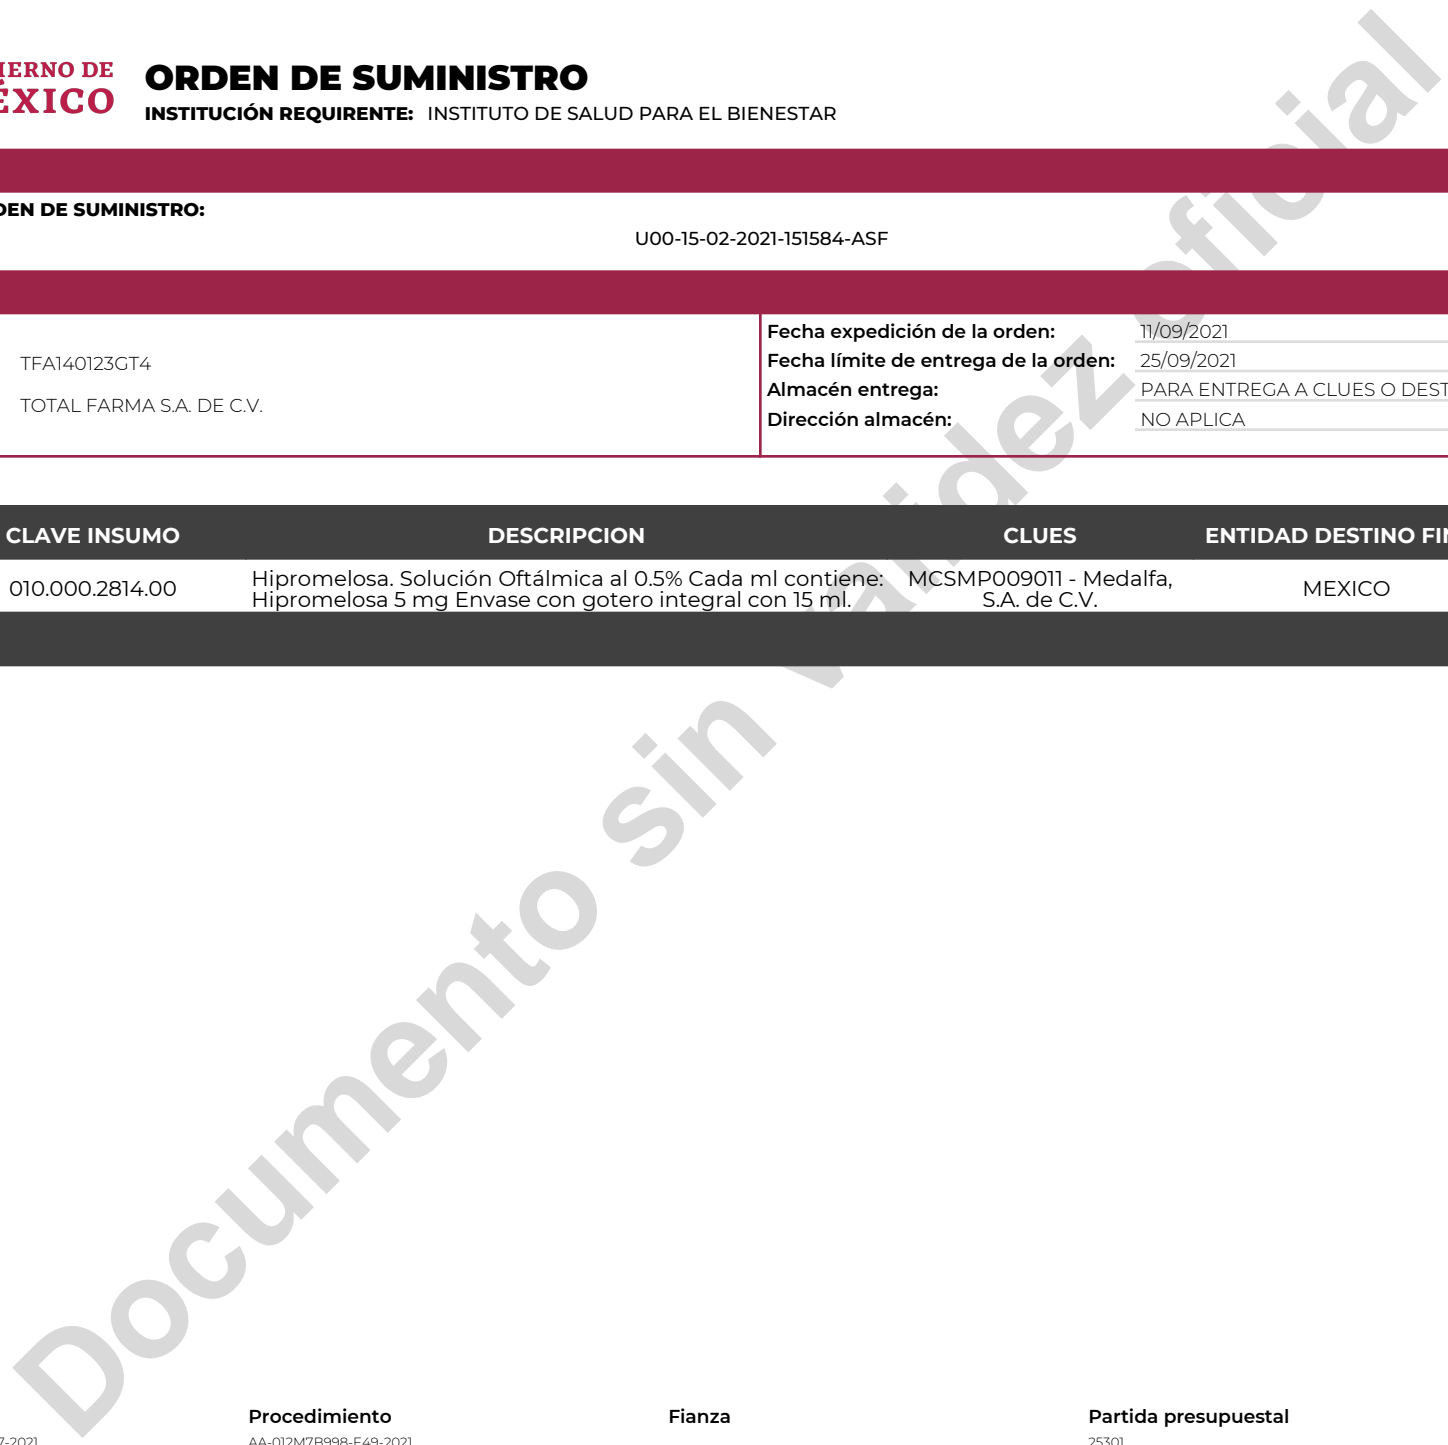 IERNO DE
ÉXICO
ORDEN DE SUMINISTRO
INSTITUCIÓN REQUIRENTE: INSTITUTO DE SALUD PARA EL BIENESTAR
DEN DE SUMINISTRO:
U00-15-02-2021-151584-ASF
TFA140123GT4
TOTAL FARMA S.A. DE C.V.
Fecha expedición de la orden: 11/09/2021
Fecha límite de entrega de la orden: 25/09/2021
Almacén entrega: PARA ENTREGA A CLUES O DEST
Dirección almacén: NO APLICA
CLAVE INSUMO DESCRIPCION CLUES ENTIDAD DESTINO FIN
010.000.2814.00 Hipromelosa. Solución Oftálmica al 0.5% Cada ml contiene: MCSMP009011 - Medalfa, MEXICO
Hipromelosa 5 mg Envase con gotero integral con 15 ml. S.A. de C.V.
Documento sin validez oficial
Procedimiento Fianza Partida presupuestal
7-2021 AA-012M7B998-E49-2021 25301